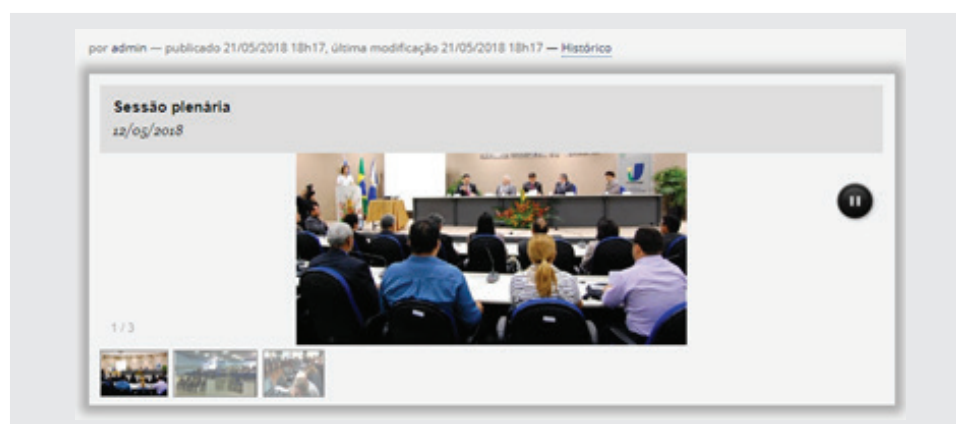 por admin — publicado 21/05/2018 18h17, última modificação 21/05/2018 18h17 — Histórico
Sessão plenária
12/05/2018
1 / 3